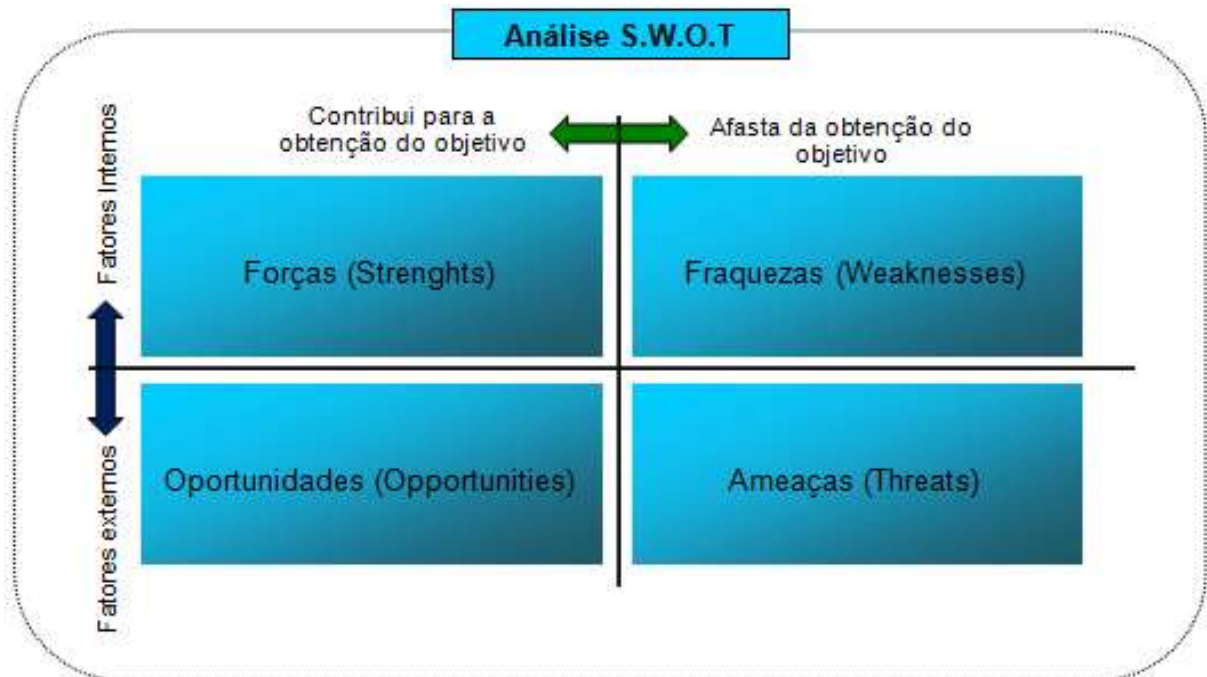 Análise S.W.O.T
Contribui para a
obtenção do objetivo
Afasta da obtenção do
objetivo
Fatores Internos
Forças (Strenghts)
Fraquezas (Weaknesses)
Fatores externos
Oportunidades (Opportunities)
Ameaças (Threats)